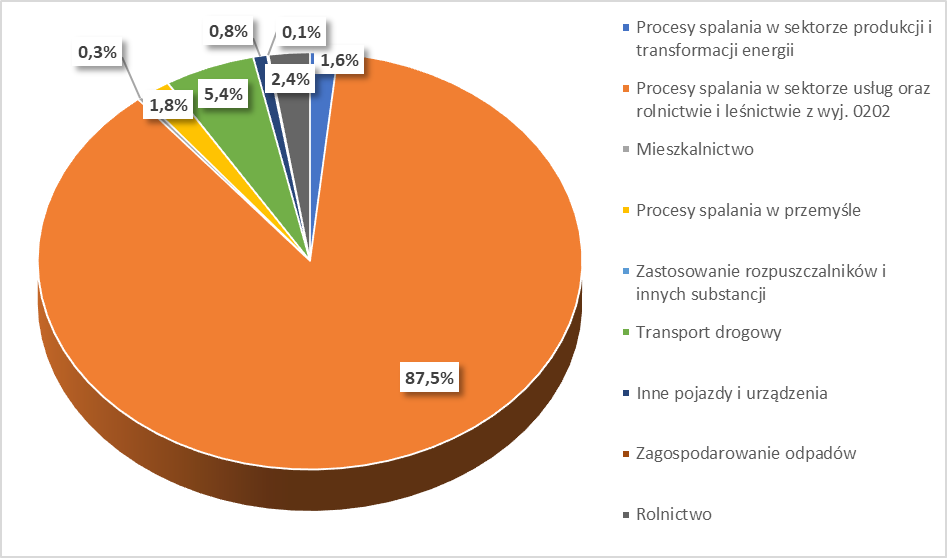 0,8%
0,1%
0,3%
1,6%
2,4%
5,4%
1,8%
87,5%
Procesy spalania w sektorze produkcji i
transformacji energii
Procesy spalania w sektorze usług oraz
rolnictwie i leśnictwie z wyj. 0202
Mieszkalnictwo
Procesy spalania w przemyśle
Zastosowanie rozpuszczalników i
innych substancji
Transport drogowy
Inne pojazdy i urządzenia
Zagospodarowanie odpadów
Rolnictwo